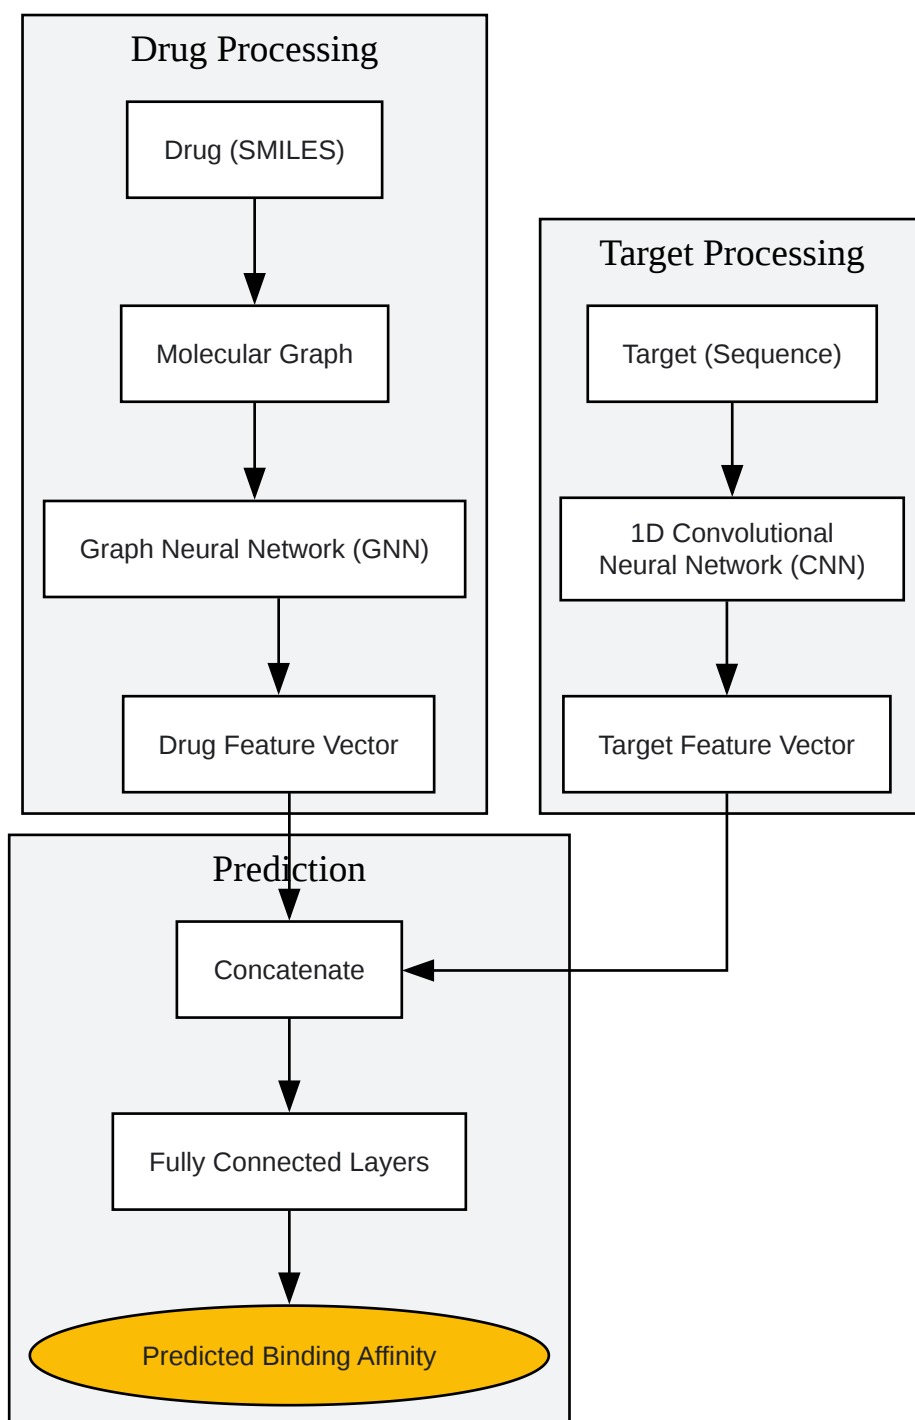 Drug Processing
Drug (SMILES)
Molecular Graph
Graph Neural Network (GNN)
Drug Feature Vector
Target Processing
Target (Sequence)
1D Convolutional
Neural Network (CNN)
Target Feature Vector
Prediction
Concatenate
Fully Connected Layers
Predicted Binding Affinity